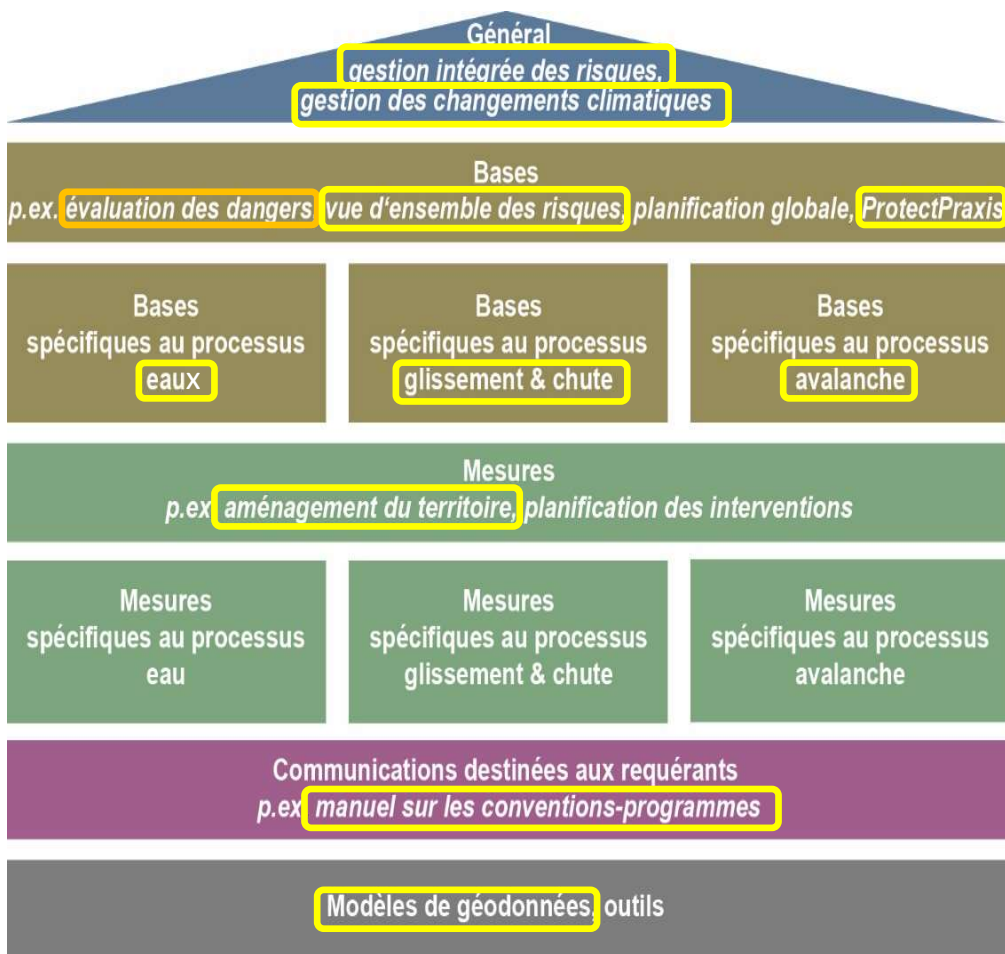 Général
gestion intégrée des risques,
gestion des changements climatiques
Bases
p.ex. évaluation des dangers, vue d'ensemble des risques, planification globale, ProtectPraxis
Bases
spécifiques au processus
eaux
Bases
spécifiques au processus
glissement & chute
Bases
spécifiques au processus
avalanche
Mesures
p.ex. aménagement du territoire, planification des interventions
Mesures
spécifiques au processus
eau
Mesures
spécifiques au processus
glissement & chute
Mesures
spécifiques au processus
avalanche
Communications destinées aux requérants
p.ex. manuel sur les conventions-programmes
Modèles de géodonnées, outils